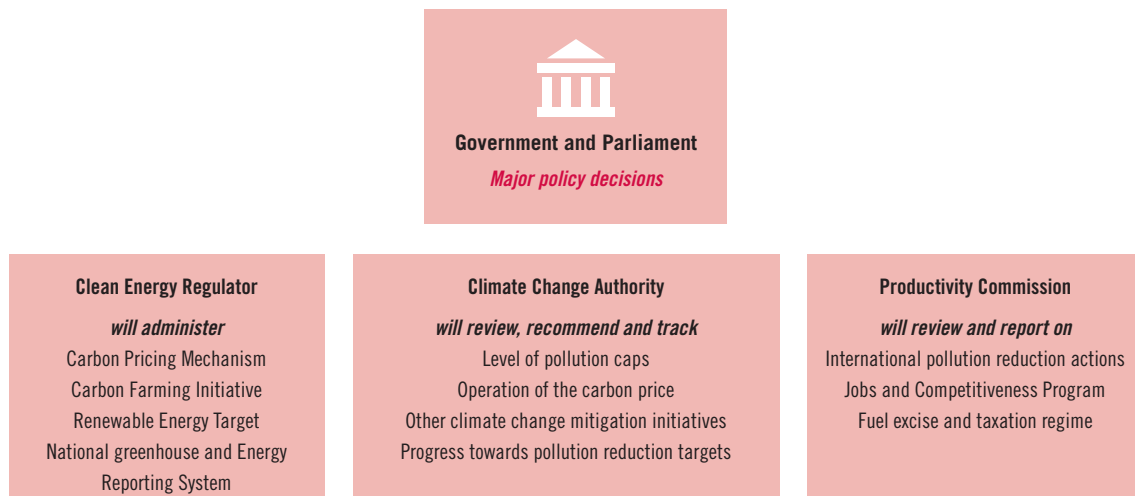 Government and Parliament
Major policy decisions
Clean Energy Regulator
will administer
Carbon Pricing Mechanism
Carbon Farming Initiative
Renewable Energy Target
National greenhouse and Energy
Reporting System
Climate Change Authority
will review, recommend and track
Level of pollution caps
Operation of the carbon price
Other climate change mitigation initiatives
Progress towards pollution reduction targets
Productivity Commission
will review and report on
International pollution reduction actions
Jobs and Competitiveness Program
Fuel excise and taxation regime